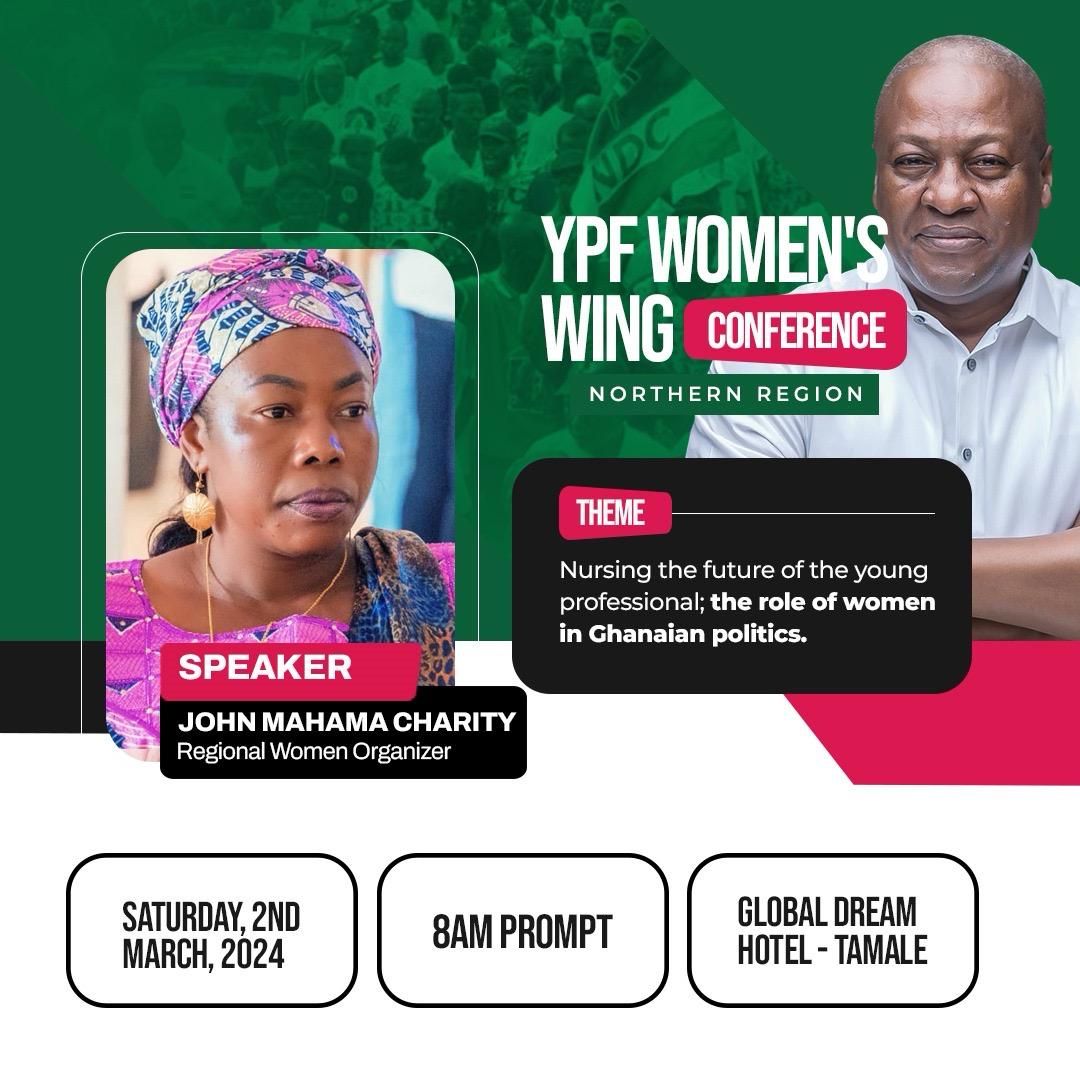 NDC
YPF WOMEN'S
WING CONFERENCE
NORTHERN REGION
THEME
Nursing the future of the young
professional; the role of women
in Ghanaian politics.
SPEAKER
JOHN MAHAMA CHARITY
Regional Women Organizer
SATURDAY, 2ND
MARCH, 2024
8AM PROMPT
GLOBAL DREAM
HOTEL - TAMALE